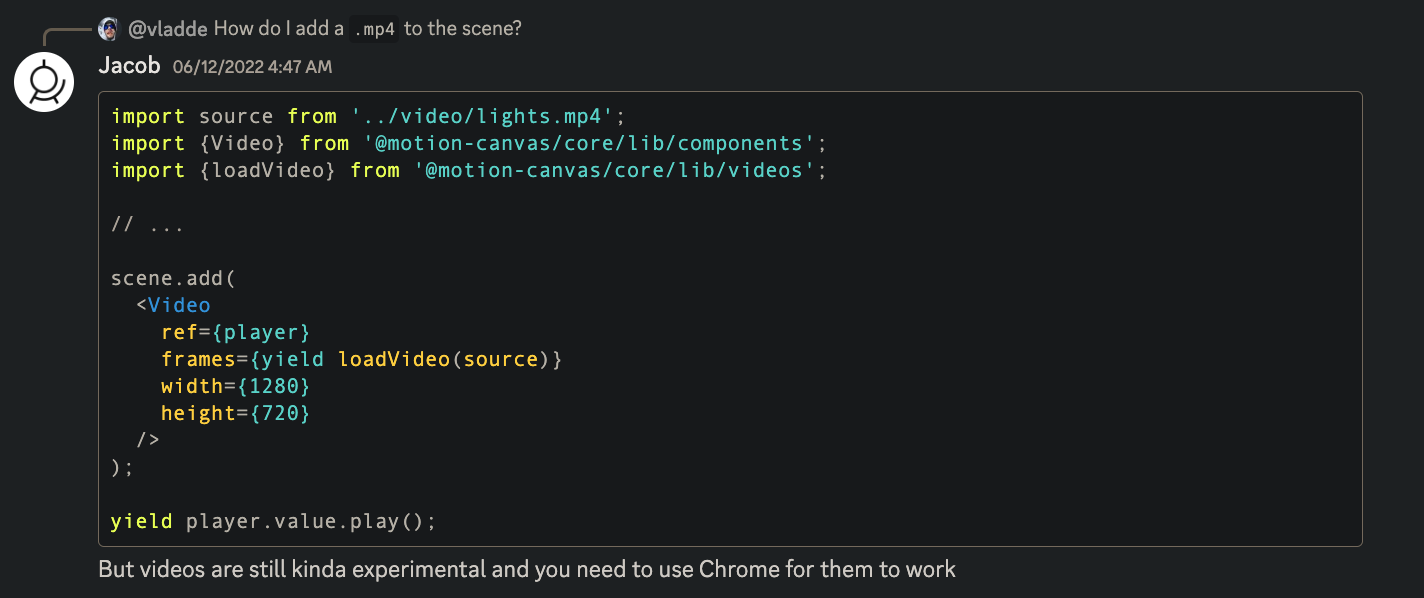 @vladde How do I add a .mp4 to the scene?
Jacob 06/12/2022 4:47 AM
import source from '../video/lights.mp4';
import {Video} from '@motion-canvas/core/lib/components';
import {loadVideo} from '@motion-canvas/core/lib/videos';
// ...
scene.add(
  <Video
    ref={player}
    frames={yield loadVideo(source)}
    width={1280}
    height={720}
  />
);
yield player.value.play();
But videos are still kinda experimental and you need to use Chrome for them to work